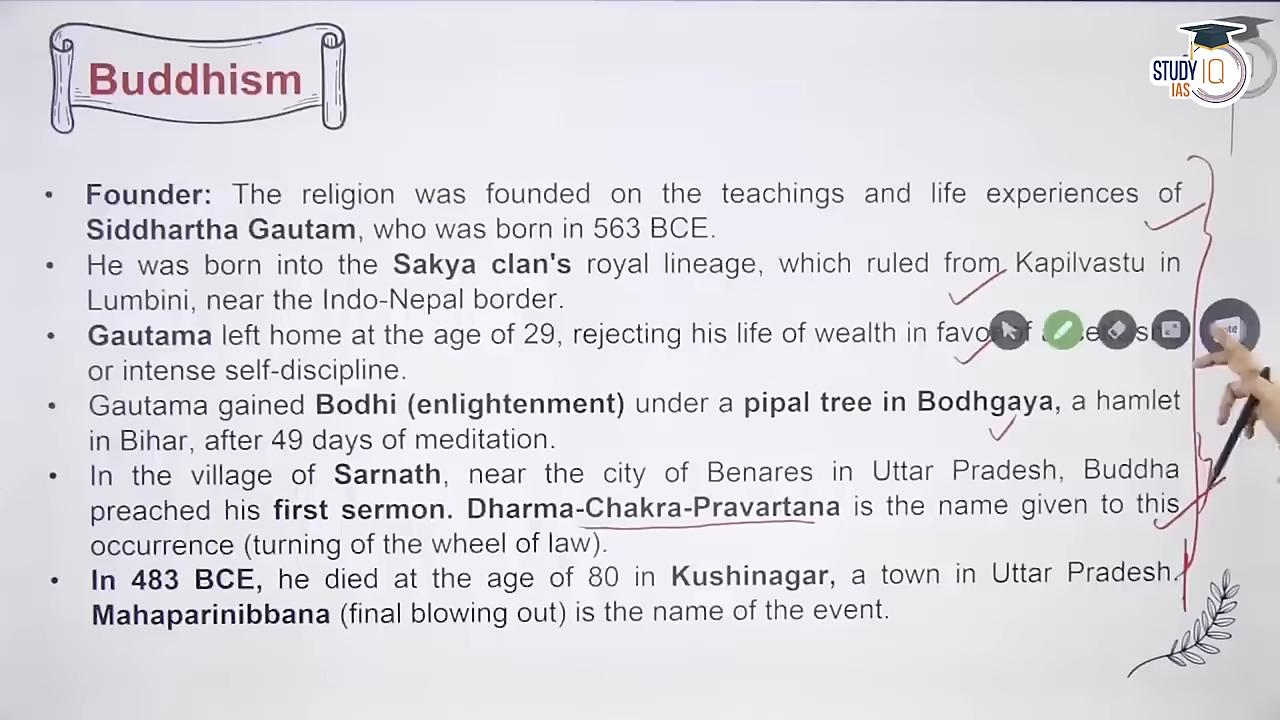 Buddhism
STUDY IQ
IAS
• Founder: The religion was founded on the teachings and life experiences of
Siddhartha Gautam, who was born in 563 BCE.
• He was born into the Sakya clan's royal lineage, which ruled from Kapilvastu in
Lumbini, near the Indo-Nepal border.
• Gautama left home at the age of 29, rejecting his life of wealth in favor of
or intense self-discipline.
• Gautama gained Bodhi (enlightenment) under a pipal tree in Bodhgaya, a hamlet
in Bihar, after 49 days of meditation.
• In the village of Sarnath, near the city of Benares in Uttar Pradesh, Buddha
preached his first sermon. Dharma-Chakra-Pravartana is the name given to this
occurrence (turning of the wheel of law).
• In 483 BCE, he died at the age of 80 in Kushinagar, a town in Uttar Pradesh.
Mahaparinibbana (final blowing out) is the name of the event.